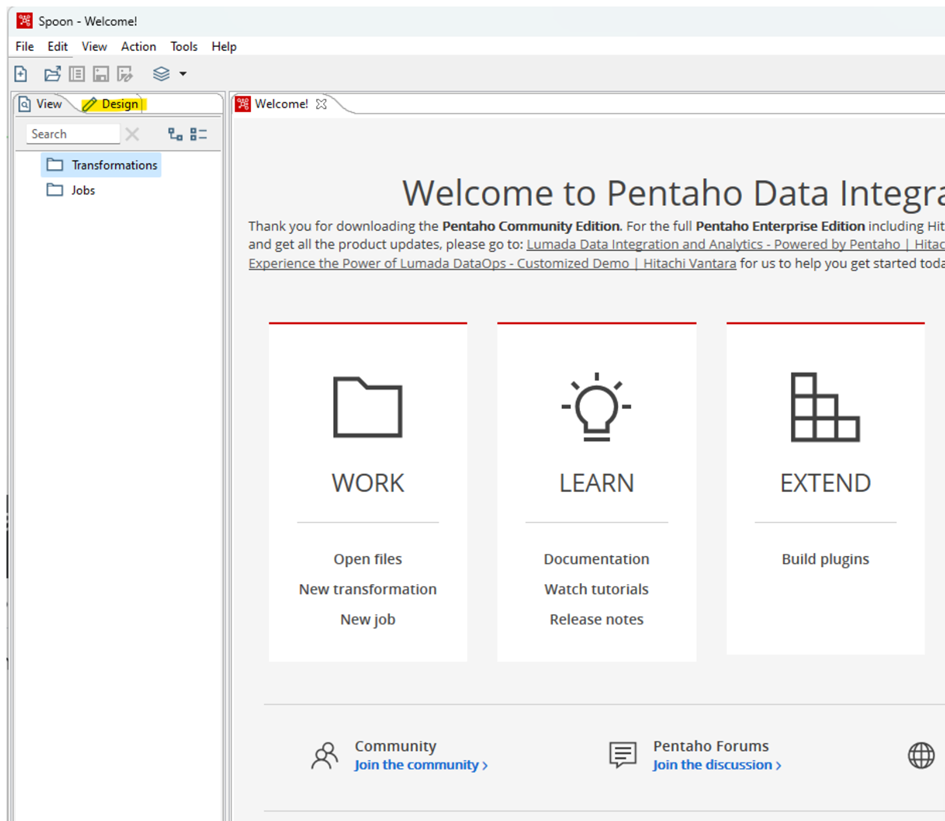 Spoon - Welcome!
File Edit View Action Tools Help
View Design
Welcome!
Search
Transformations
Jobs
Welcome to Pentaho Data
Thank you for downloading the Pentaho Community Edition. For the full Pentaho Enterprise Edition including
and get all the product updates, please go to: Lumada Data Integration and Analytics - Powered by Pentaho |
Experience the Power of Lumada DataOps - Customized Demo | Hitachi Vantara for us to help you get started
WORK
Open files
New transformation
New job
LEARN
Documentation
Watch tutorials
Release notes
EXTEND
Build plugins
Community
Join the community >
Pentaho Forums
Join the discussion >